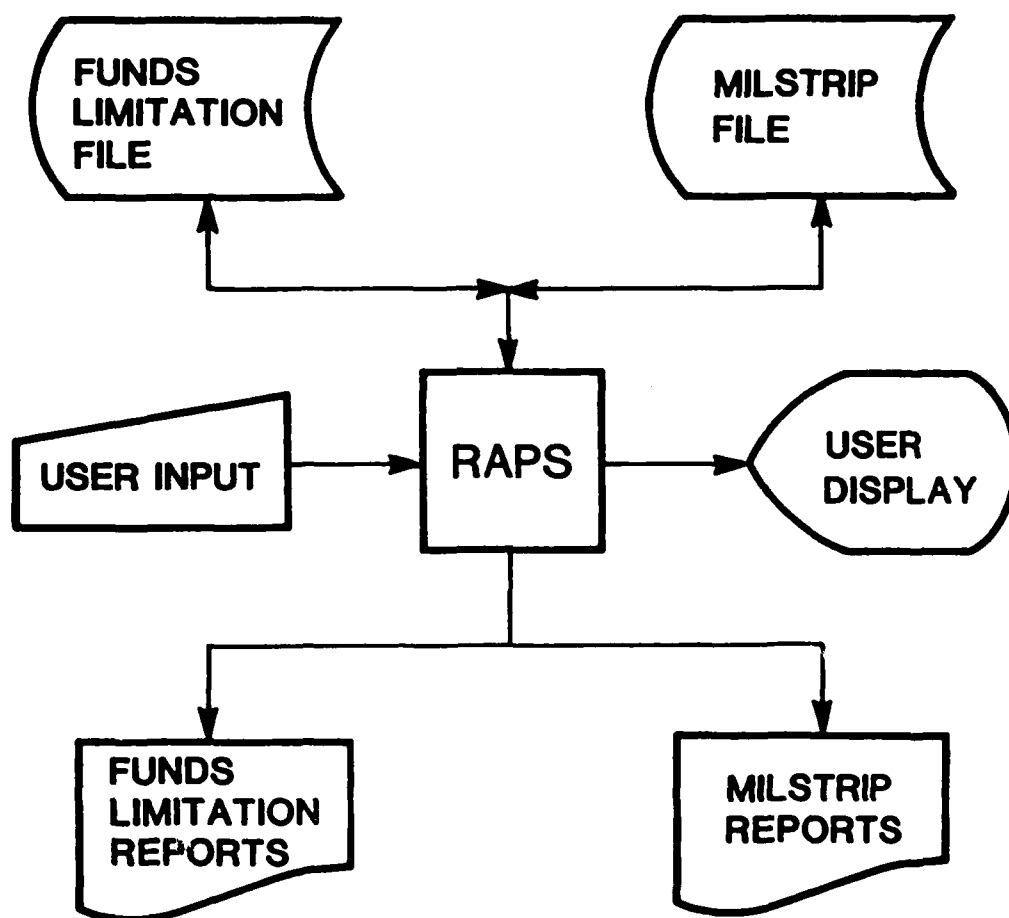 FUNDS
LIMITATION
FILE
MILSTRIP
FILE
USER INPUT
RAPS
USER
DISPLAY
FUNDS
LIMITATION
REPORTS
MILSTRIP
REPORTS